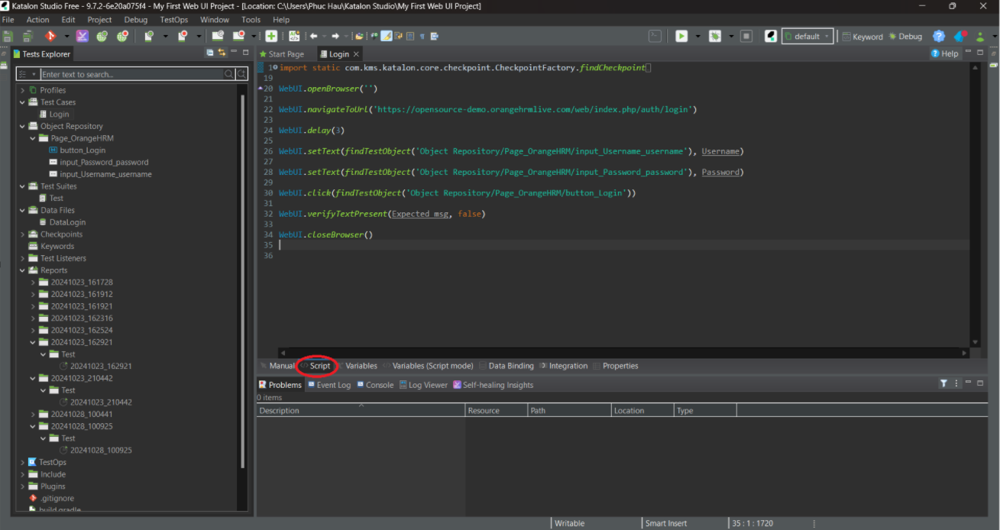 Katalon Studio Free - 9.7.2-6e20a075f4 - My First Web UI Project - [Location: C:\Users\Phuc Hau\Katalon Studio\My First Web UI Project]
File Action Edit Project Debug TestOps Window Tools Help
default Keyword Debug
Tests Explorer
Enter text to search...
Profiles
Test Cases
Login
Object Repository
Page_OrangeHRM
button_Login
input_Password_password
input_Username_username
Test Suites
Test
Data Files
DataLogin
Checkpoints
Keywords
Test Listeners
Reports
20241023_161728
20241023_161912
20241023_161921
20241023_162316
20241023_162524
20241023_162921
Test
20241023_162921
20241023_210442
Test
20241023_210442
20241028_100441
20241028_100925
Test
20241028_100925
TestOps
Include
Plugins
.gitignore
build.gradle
Start Page Login Help
1 import static com.kms.katalon.core.checkpoint.CheckpointFactory.findCheckpoint
19
20 WebUI.openBrowser('')
21
22 WebUI.navigateToUrl('https://opensource-demo.orangehrmlive.com/web/index.php/auth/login')
23
24 WebUI.delay(3)
25
26 WebUI.setText(findTestObject('Object Repository/Page_OrangeHRM/input_Username_username'), Username)
27
28 WebUI.setText(findTestObject('Object Repository/Page_OrangeHRM/input_Password_password'), Password)
29
30 WebUI.click(findTestObject('Object Repository/Page_OrangeHRM/button_Login'))
31
32 WebUI.verifyTextPresent(Expected_msg, false)
33
34 WebUI.closeBrowser()
35
36
Manual Script Variables Variables (Script mode) Data Binding Integration Properties
Problems Event Log Console Log Viewer Self-healing Insights
0 items
Description Resource Path Location Type
Writable Smart Insert 35 : 1 : 1720